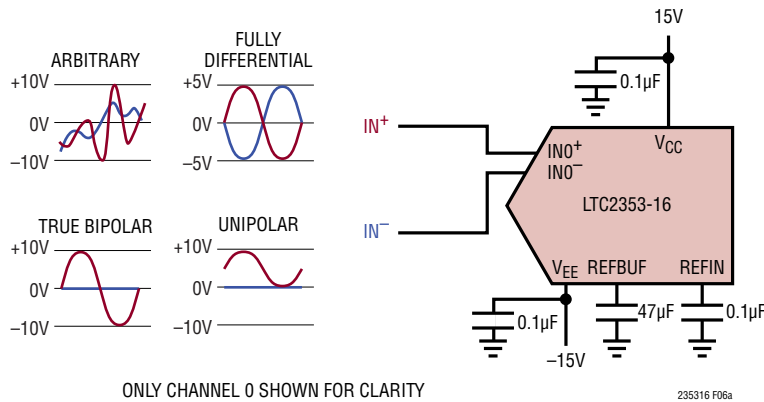 ARBITRARY
+10V
0V
–10V
FULLY
DIFFERENTIAL
+5V
0V
–5V
TRUE BIPOLAR
+10V
0V
–10V
UNIPOLAR
+10V
0V
–10V
15V
0.1µF
IN+
IN–
IN0+
IN0–
VCC
LTC2353-16
VEE REFBUF REFIN
0.1µF
47µF
0.1µF
–15V
ONLY CHANNEL 0 SHOWN FOR CLARITY
235316 F06a